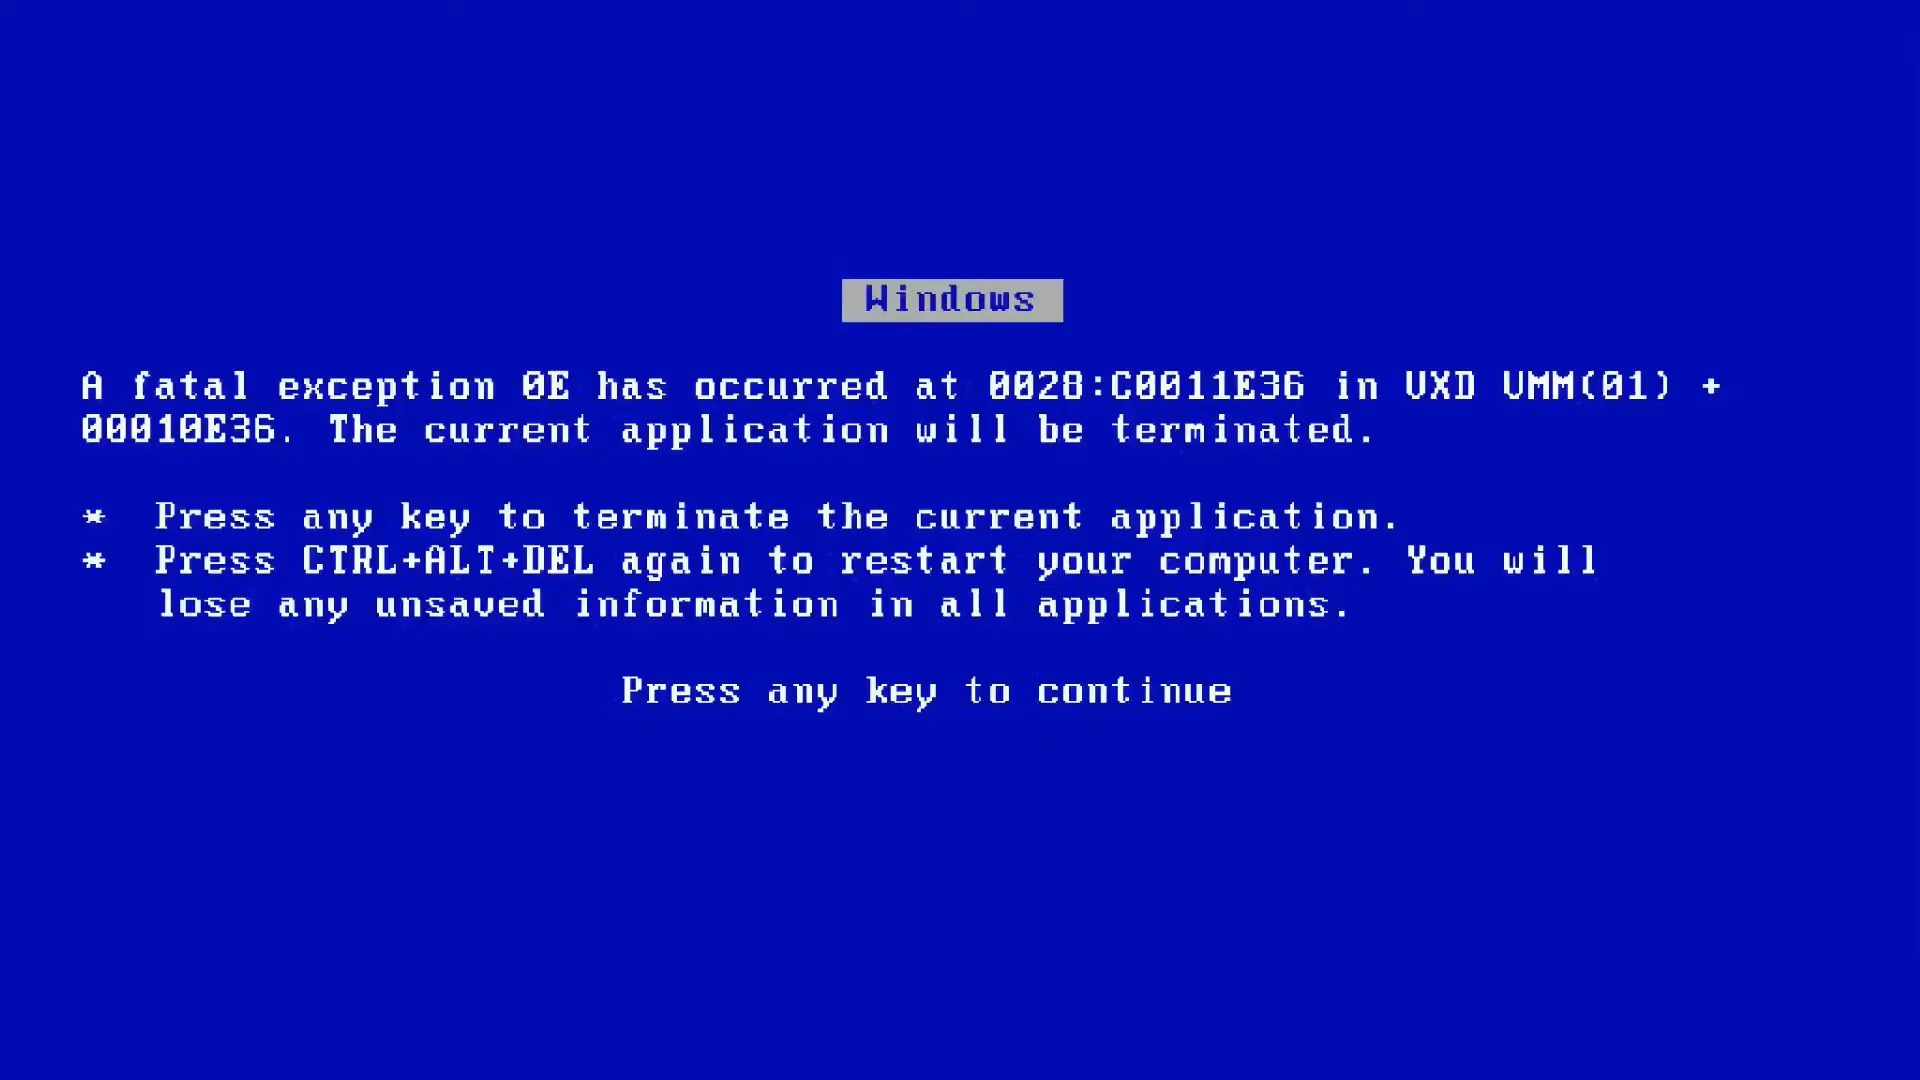 Windows
A fatal exception 0E has occurred at 0028:C0011E36 in VXD VMM(01) +
00010E36. The current application will be terminated.
* Press any key to terminate the current application.
* Press CTRL+ALT+DEL again to restart your computer. You will
lose any unsaved information in all applications.
Press any key to continue